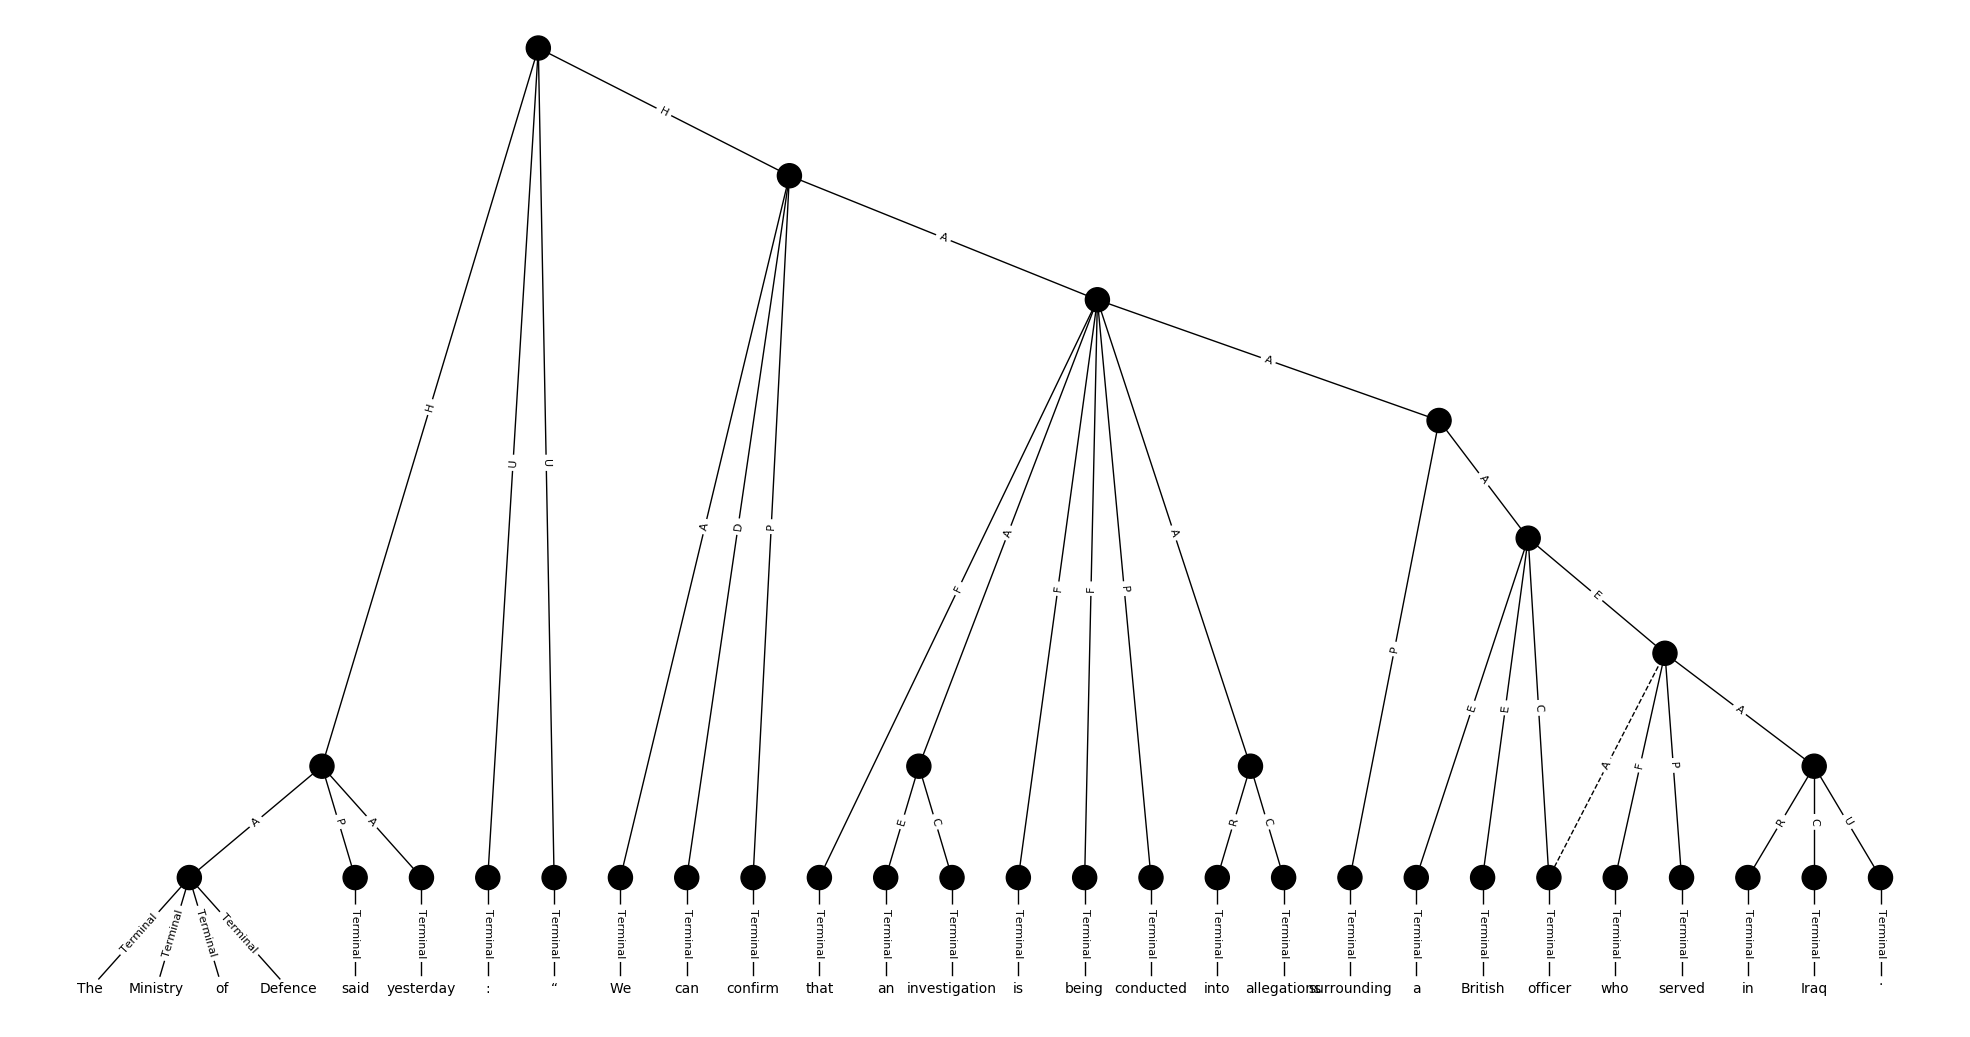 H
A
A
H
U
U
A
A
D
P
F
A
F
F
P
A
E
P
E
E
C
A
A
F
P
A
P
A
E
C
R
C
R
C
U
Terminal Terminal Terminal Terminal Terminal Terminal Terminal Terminal Terminal Terminal Terminal Terminal Terminal Terminal Terminal Terminal Terminal Terminal Terminal Terminal Terminal Terminal Terminal Terminal Terminal Terminal Terminal Terminal
The Ministry of Defence said yesterday : “ We can confirm that an investigation is being conducted into allegations surrounding a British officer who served in Iraq .